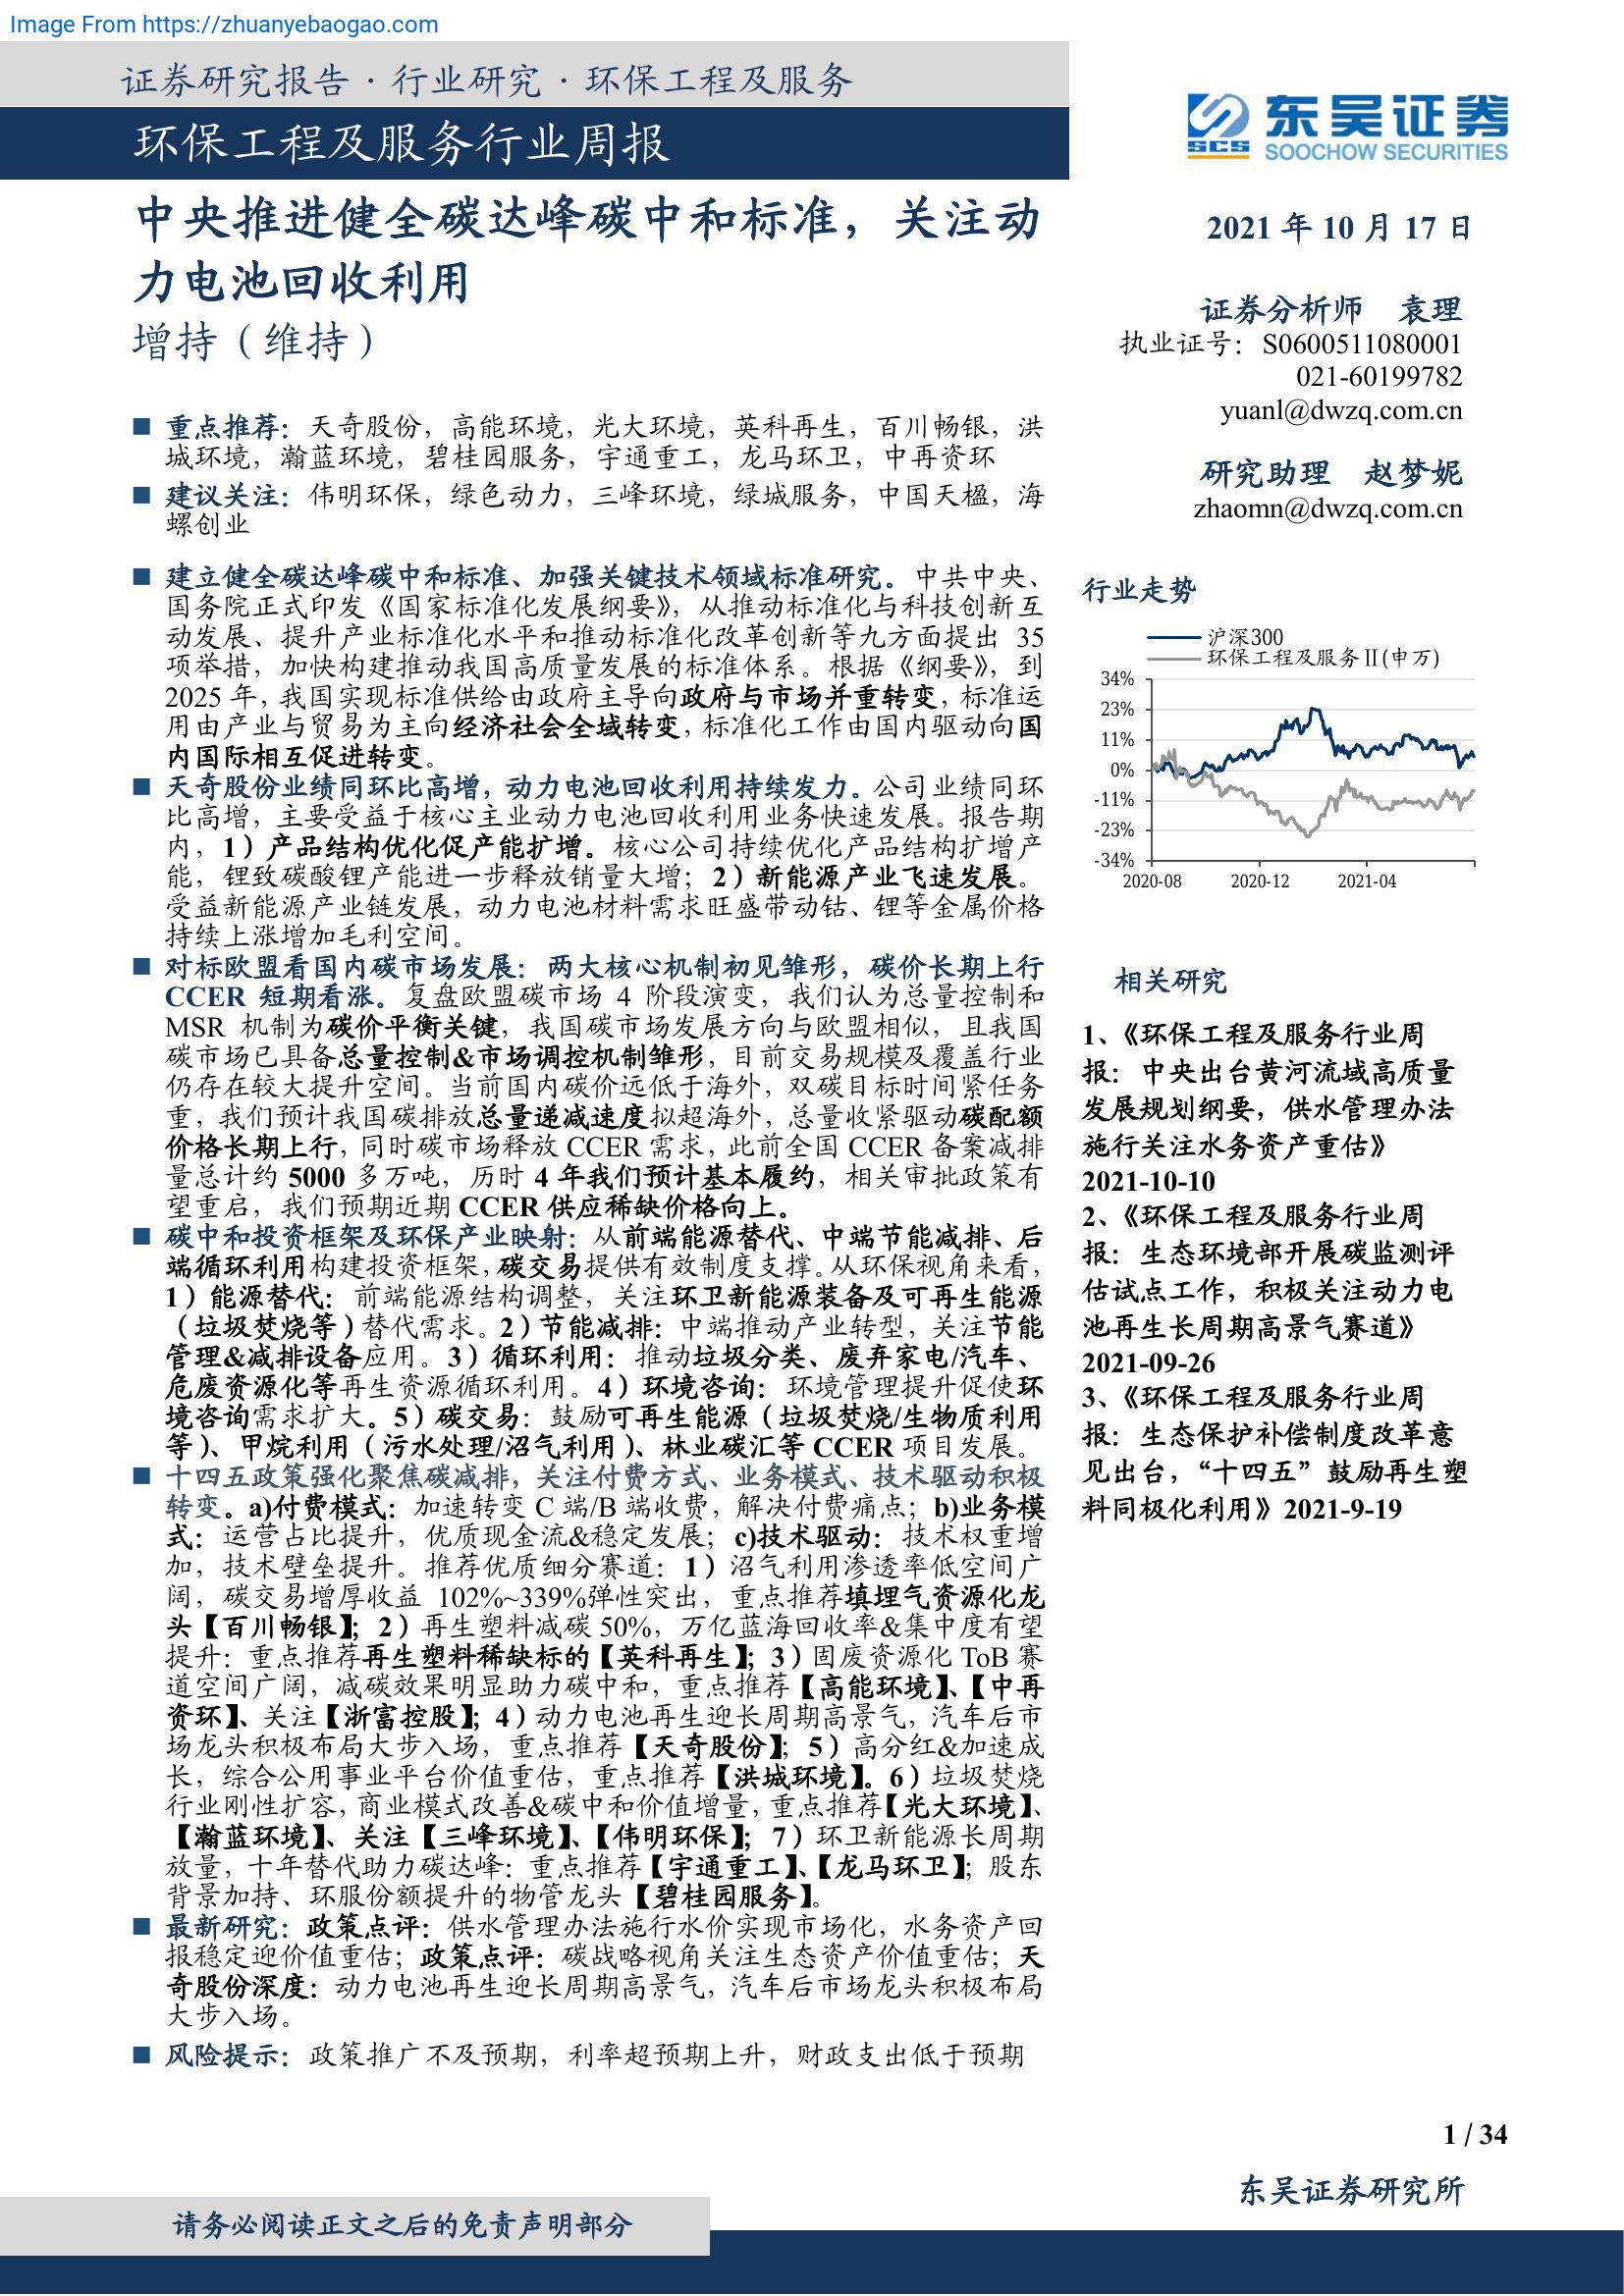 Image From https://zhuanyebaogao.com
证券研究报告 · 行业研究 · 环保工程及服务
环保工程及服务行业周报
东吴证券
SCS SOOCHOW SECURITIES
中央推进健全碳达峰碳中和标准，关注动
力电池回收利用
增持（维持）
2021 年 10 月 17 日
证券分析师 袁理
执业证号：S0600511080001
021-60199782
yuanl@dwzq.com.cn
研究助理 赵梦妮
zhaomn@dwzq.com.cn
■ 重点推荐：天奇股份，高能环境，光大环境，英科再生，百川畅银，洪
城环境，瀚蓝环境，碧桂园服务，宇通重工，龙马环卫，中再资环
■ 建议关注：伟明环保，绿色动力，三峰环境，绿城服务，中国天楹，海
螺创业
■ 建立健全碳达峰碳中和标准、加强关键技术领域标准研究。中共中央、
国务院正式印发《国家标准化发展纲要》，从推动标准化与科技创新互
动发展、提升产业标准化水平和推动标准化改革创新等九方面提出 35
项举措，加快构建推动我国高质量发展的标准体系。根据《纲要》，到
2025 年，我国实现标准供给由政府主导向政府与市场并重转变，标准运
用由产业与贸易为主向经济社会全域转变，标准化工作由国内驱动向国
内国际相互促进转变。
■ 天奇股份业绩同环比高增，动力电池回收利用持续发力。公司业绩同环
比高增，主要受益于核心主业动力电池回收利用业务快速发展。报告期
内，1）产品结构优化促产能扩增。核心公司持续优化产品结构扩增产
能，锂致碳酸锂产能进一步释放销量大增；2）新能源产业飞速发展。
受益新能源产业链发展，动力电池材料需求旺盛带动钴、锂等金属价格
持续上涨增加毛利空间。
■ 对标欧盟看国内碳市场发展：两大核心机制初见雏形，碳价长期上行
CCER 短期看涨。复盘欧盟碳市场 4 阶段演变，我们认为总量控制和
MSR 机制为碳价平衡关键，我国碳市场发展方向与欧盟相似，且我国
碳市场已具备总量控制&市场调控机制雏形，目前交易规模及覆盖行业
仍存在较大提升空间。当前国内碳价远低于海外，双碳目标时间紧任务
重，我们预计我国碳排放总量递减速度拟超海外，总量收紧驱动碳配额
价格长期上行，同时碳市场释放 CCER 需求，此前全国 CCER 备案减排
量总计约 5000 多万吨，历时 4 年我们预计基本履约，相关审批政策有
望重启，我们预期近期 CCER 供应稀缺价格向上。
■ 碳中和投资框架及环保产业映射：从前端能源替代、中端节能减排、后
端循环利用构建投资框架，碳交易提供有效制度支撑。从环保视角来看，
1）能源替代：前端能源结构调整，关注环卫新能源装备及可再生能源
（垃圾焚烧等）替代需求。2）节能减排：中端推动产业转型，关注节能
管理&减排设备应用。3）循环利用：推动垃圾分类、废弃家电/汽车、
危废资源化等再生资源循环利用。4）环境咨询：环境管理提升促使环
境咨询需求扩大。5）碳交易：鼓励可再生能源（垃圾焚烧/生物质利用
等）、甲烷利用（污水处理/沼气利用）、林业碳汇等 CCER 项目发展。
■ 十四五政策强化聚焦碳减排，关注付费方式、业务模式、技术驱动积极
转变。a)付费模式：加速转变 C 端/B 端收费，解决付费痛点；b)业务模
式：运营占比提升，优质现金流&稳定发展；c)技术驱动：技术权重增
加，技术壁垒提升。推荐优质细分赛道：1）沼气利用渗透率低空间广
阔，碳交易增厚收益 102%~339%弹性突出，重点推荐填埋气资源化龙
头【百川畅银】；2）再生塑料减碳 50%，万亿蓝海回收率&集中度有望
提升：重点推荐再生塑料稀缺标的【英科再生】；3）固废资源化 ToB 赛
道空间广阔，减碳效果明显助力碳中和，重点推荐【高能环境】、【中再
资环】、关注【浙富控股】；4）动力电池再生迎长周期高景气，汽车后市
场龙头积极布局大步入场，重点推荐【天奇股份】；5）高分红&加速成
长，综合公用事业平台价值重估，重点推荐【洪城环境】。6）垃圾焚烧
行业刚性扩容，商业模式改善&碳中和价值增量，重点推荐【光大环境】、
【瀚蓝环境】、关注【三峰环境】、【伟明环保】；7）环卫新能源长周期
放量，十年替代助力碳达峰：重点推荐【宇通重工】、【龙马环卫】；股东
背景加持、环服份额提升的物管龙头【碧桂园服务】。
■ 最新研究：政策点评：供水管理办法施行水价实现市场化，水务资产回
报稳定迎价值重估；政策点评：碳战略视角关注生态资产价值重估；天
奇股份深度：动力电池再生迎长周期高景气，汽车后市场龙头积极布局
大步入场。
■ 风险提示：政策推广不及预期，利率超预期上升，财政支出低于预期
行业走势
沪深300
环保工程及服务Ⅱ(申万)
34%
23%
11%
0%
-11%
-23%
-34%
2020-08 2020-12 2021-04
相关研究
1、《环保工程及服务行业周
报：中央出台黄河流域高质量
发展规划纲要，供水管理办法
施行关注水务资产重估》
2021-10-10
2、《环保工程及服务行业周
报：生态环境部开展碳监测评
估试点工作，积极关注动力电
池再生长周期高景气赛道》
2021-09-26
3、《环保工程及服务行业周
报：生态保护补偿制度改革意
见出台，“十四五”鼓励再生塑
料同极化利用》2021-9-19
1 / 34
东吴证券研究所
请务必阅读正文之后的免责声明部分